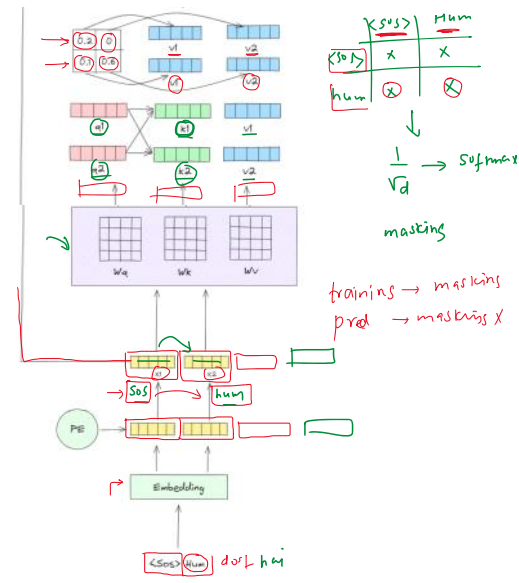 0.2 0
0.1 0.6
v1 v2
v1 v2
q1 k1 v1
q2 k2 v2
Wq Wk Wv
x1 x2
SOS hum
PE
Embedding
<SOS> Hum dost hai
<SOS> Hum
<SOS> x x
hum x x
1
√d → softmax
masking
training → masking
pred → masking x